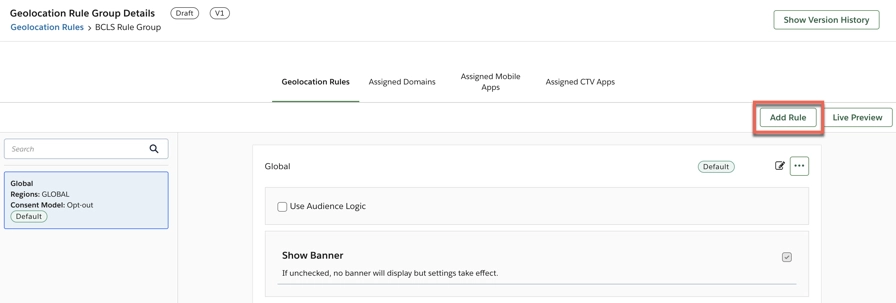 Geolocation Rule Group Details Draft V1
Show Version History
Geolocation Rules > BCLS Rule Group
Geolocation Rules
Assigned Domains
Assigned Mobile
Apps
Assigned CTV Apps
Add Rule
Live Preview
Search
Global
Regions: GLOBAL
Consent Model: Opt-out
Default
Global
Default
Use Audience Logic
Show Banner
If unchecked, no banner will display but settings take effect.